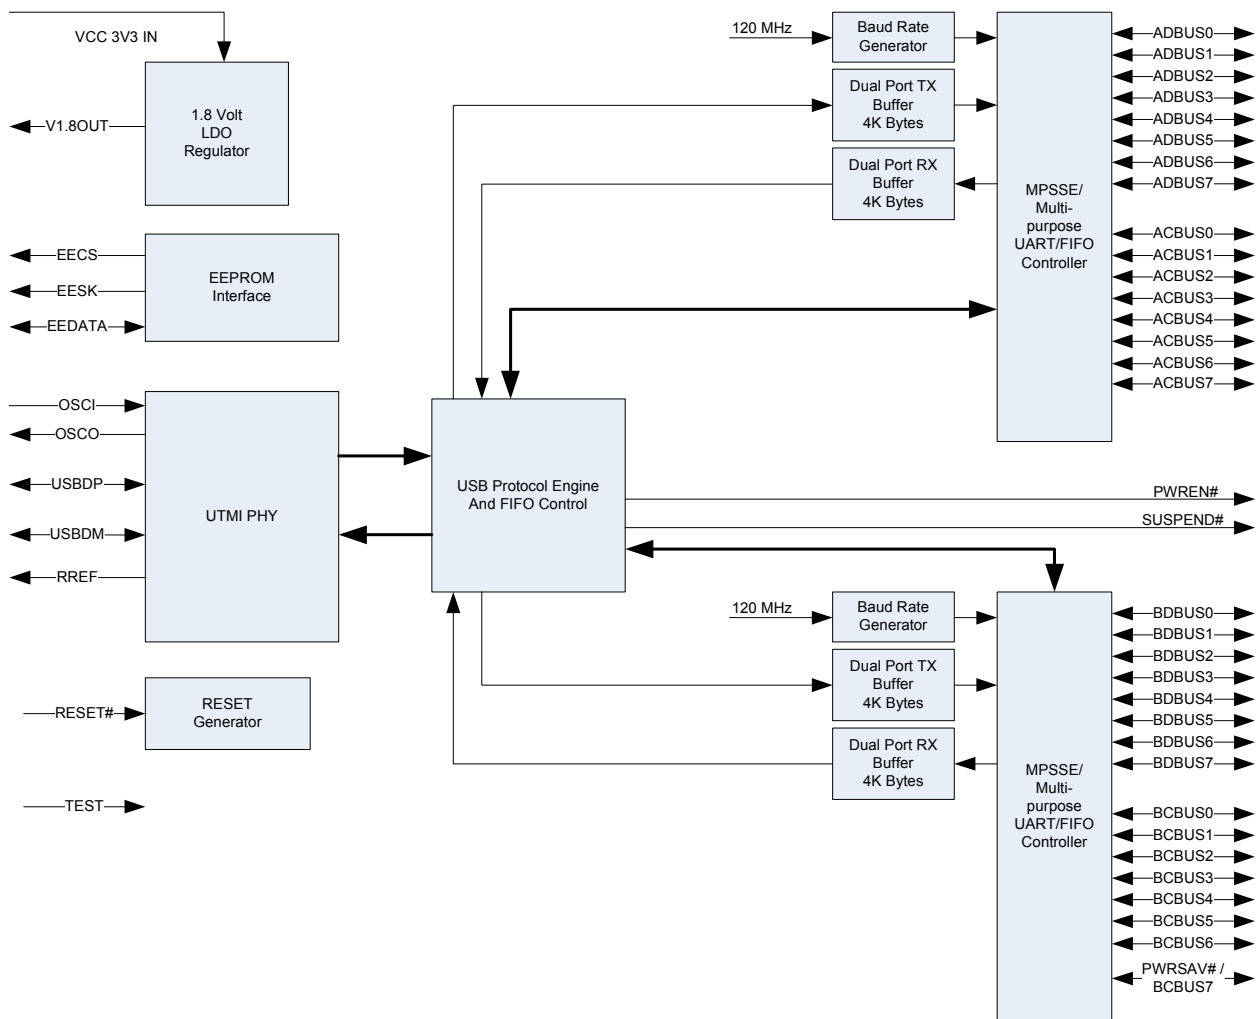 VCC 3V3 IN
1.8 Volt
LDO
Regulator
V1.8OUT
EECS
EESK
EEDATA
EEPROM
Interface
OSCI
OSCO
USBDP
USBDM
RREF
UTMI PHY
RESET#
RESET
Generator
TEST
USB Protocol Engine
And FIFO Control
120 MHz
Baud Rate
Generator
Dual Port TX
Buffer
4K Bytes
Dual Port RX
Buffer
4K Bytes
MPSSE/
Multi-
purpose
UART/FIFO
Controller
ADBUS0
ADBUS1
ADBUS2
ADBUS3
ADBUS4
ADBUS5
ADBUS6
ADBUS7
ACBUS0
ACBUS1
ACBUS2
ACBUS3
ACBUS4
ACBUS5
ACBUS6
ACBUS7
PWREN#
SUSPEND#
120 MHz
Baud Rate
Generator
Dual Port TX
Buffer
4K Bytes
Dual Port RX
Buffer
4K Bytes
MPSSE/
Multi-
purpose
UART/FIFO
Controller
BDBUS0
BDBUS1
BDBUS2
BDBUS3
BDBUS4
BDBUS5
BDBUS6
BDBUS7
BCBUS0
BCBUS1
BCBUS2
BCBUS3
BCBUS4
BCBUS5
BCBUS6
PWRSAV# /
BCBUS7